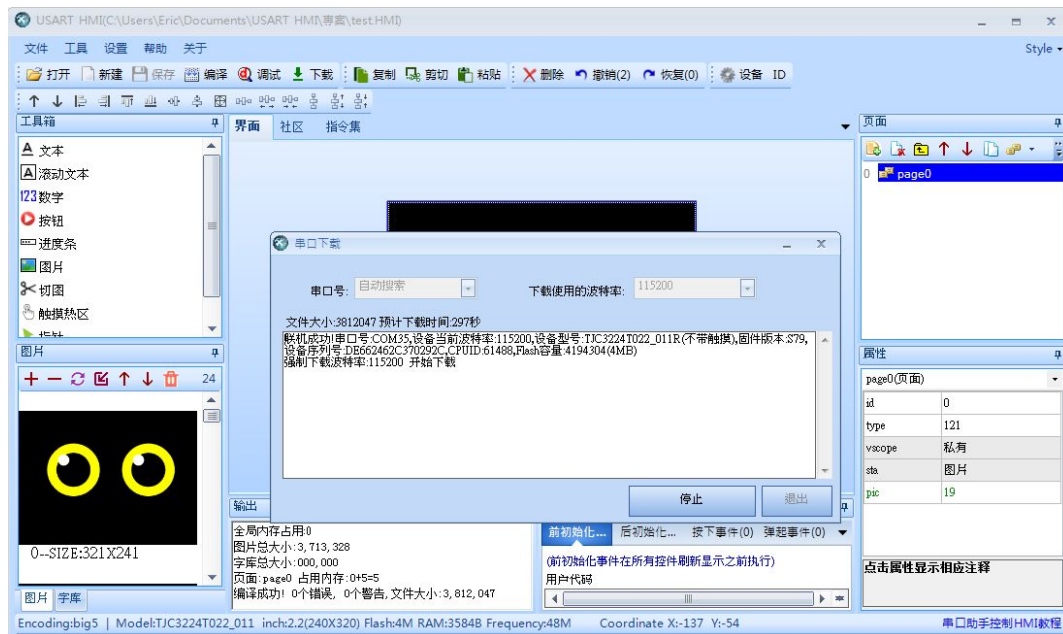 USART HMI(C:\Users\Eric\Documents\USART HMI\專案\test.HMI)
文件 工具 设置 帮助 关于 Style
打开 新建 保存 编译 调试 下载 复制 剪切 粘贴 删除 撤销(2) 恢复(0) 设备 ID
工具箱
界面 社区 指令集
页面
A 文本
A 滚动文本
123 数字
按钮
进度条
图片
切图
触摸热区
指针
0 page0
串口下载
串口号: 自动搜索 下载使用的波特率: 115200
文件大小:3812047 预计下载时间:297秒
联机成功!串口号:COM35,设备当前波特率:115200,设备型号:TJC3224T022_011R(不带触摸),固件版本:S79,
设备序列号:DE662462C370292C,CPUID:61488,Flash容量:4194304(4MB)
强制下载波特率:115200 开始下载
停止 退出
图片
24
0--SIZE:321X241
图片 字库
输出
全局内存占用:0
图片总大小:3,713,328
字库总大小:000,000
页面:page0 占用内存:0+5=5
编译成功! 0个错误, 0个警告,文件大小:3,812,047
前初始化... 后初始化... 按下事件(0) 弹起事件(0)
(前初始化事件在所有控件刷新显示之前执行)
用户代码
属性
page0(页面)
id 0
type 121
vscope 私有
sta 图片
pic 19
点击属性显示相应注释
Encoding:big5 | Model:TJC3224T022_011 inch:2.2(240X320) Flash:4M RAM:3584B Frequency:48M Coordinate X:-137 Y:-54 串口助手控制HMI教程